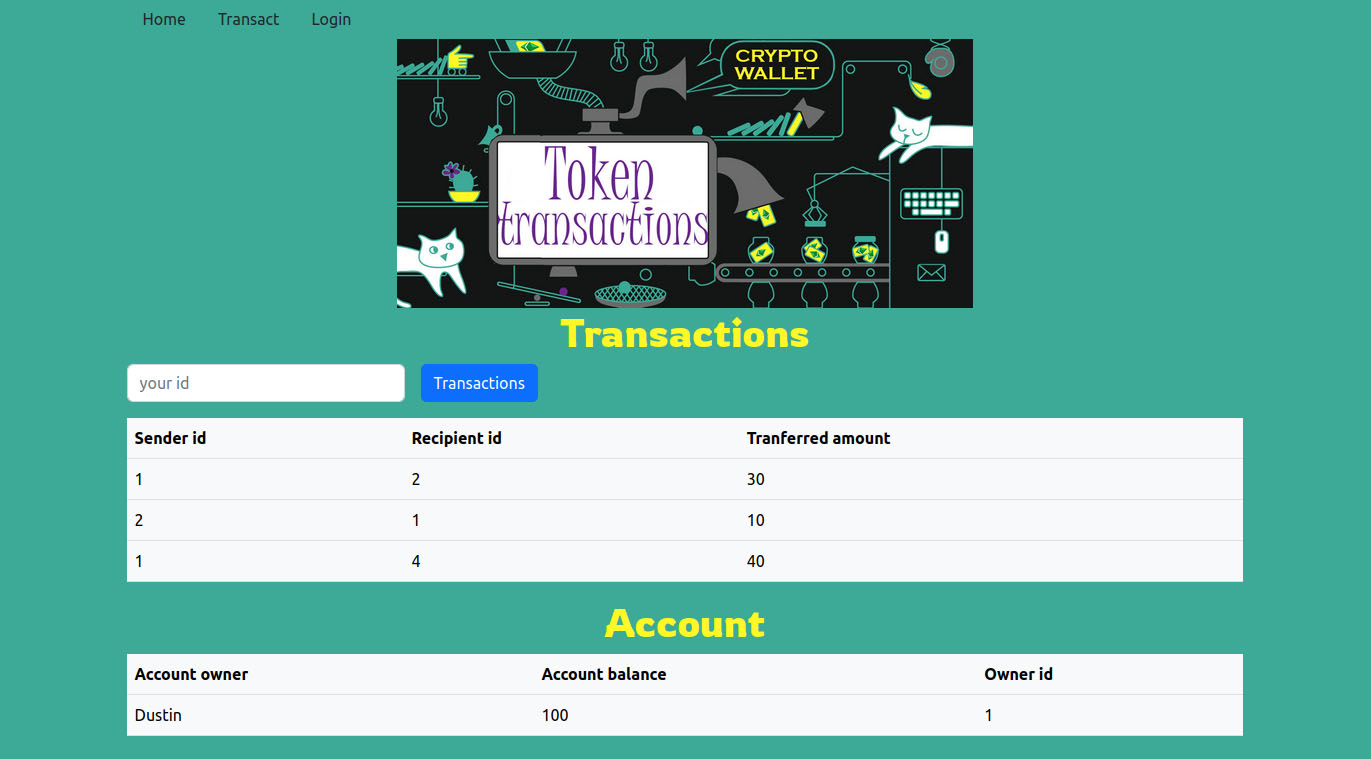 Home Transact Login
CRYPTO
WALLET
Token
transactions
Transactions
your id Transactions
Sender id Recipient id Tranferred amount
1 2 30
2 1 10
1 4 40
Account
Account owner Account balance Owner id
Dustin 100 1